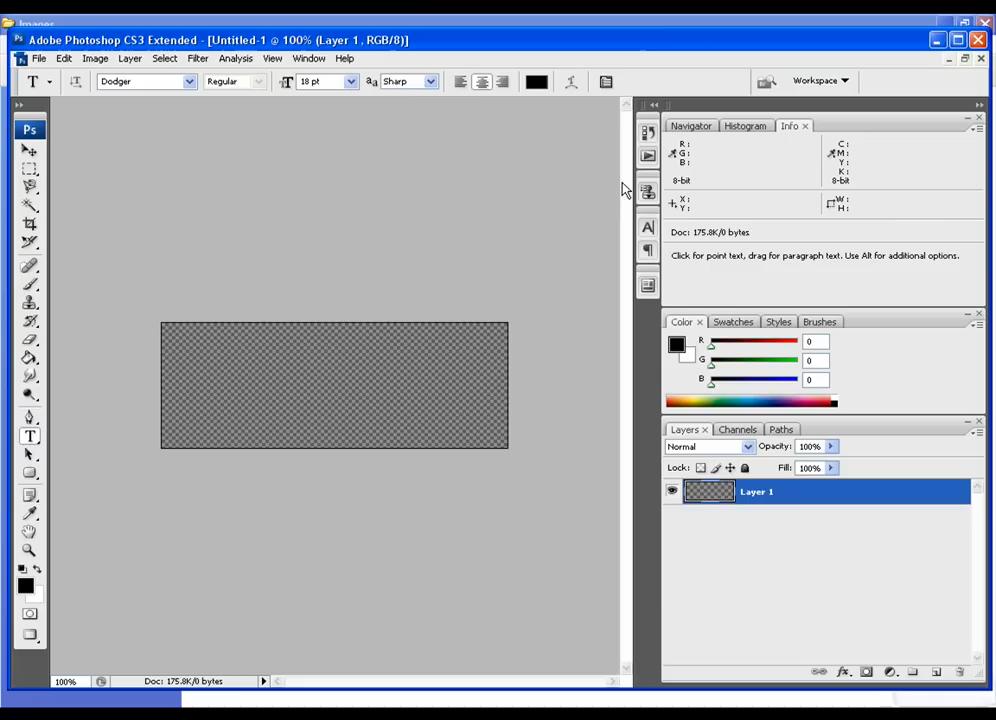 Images
Adobe Photoshop CS3 Extended - [Untitled-1 @ 100% (Layer 1, RGB/8)]
File Edit Image Layer Select Filter Analysis View Window Help
T Dodger Regular T 18 pt aa Sharp Workspace
Ps
Navigator Histogram Info
R: C:
G: M:
B: Y:
K:
8-bit 8-bit
X: W:
Y: H:
Doc: 175.8K/0 bytes
Click for point text, drag for paragraph text. Use Alt for additional options.
Color Swatches Styles Brushes
R 0
G 0
B 0
Layers Channels Paths
Normal Opacity: 100%
Lock: Fill: 100%
Layer 1
100% Doc: 175.8K/0 bytes